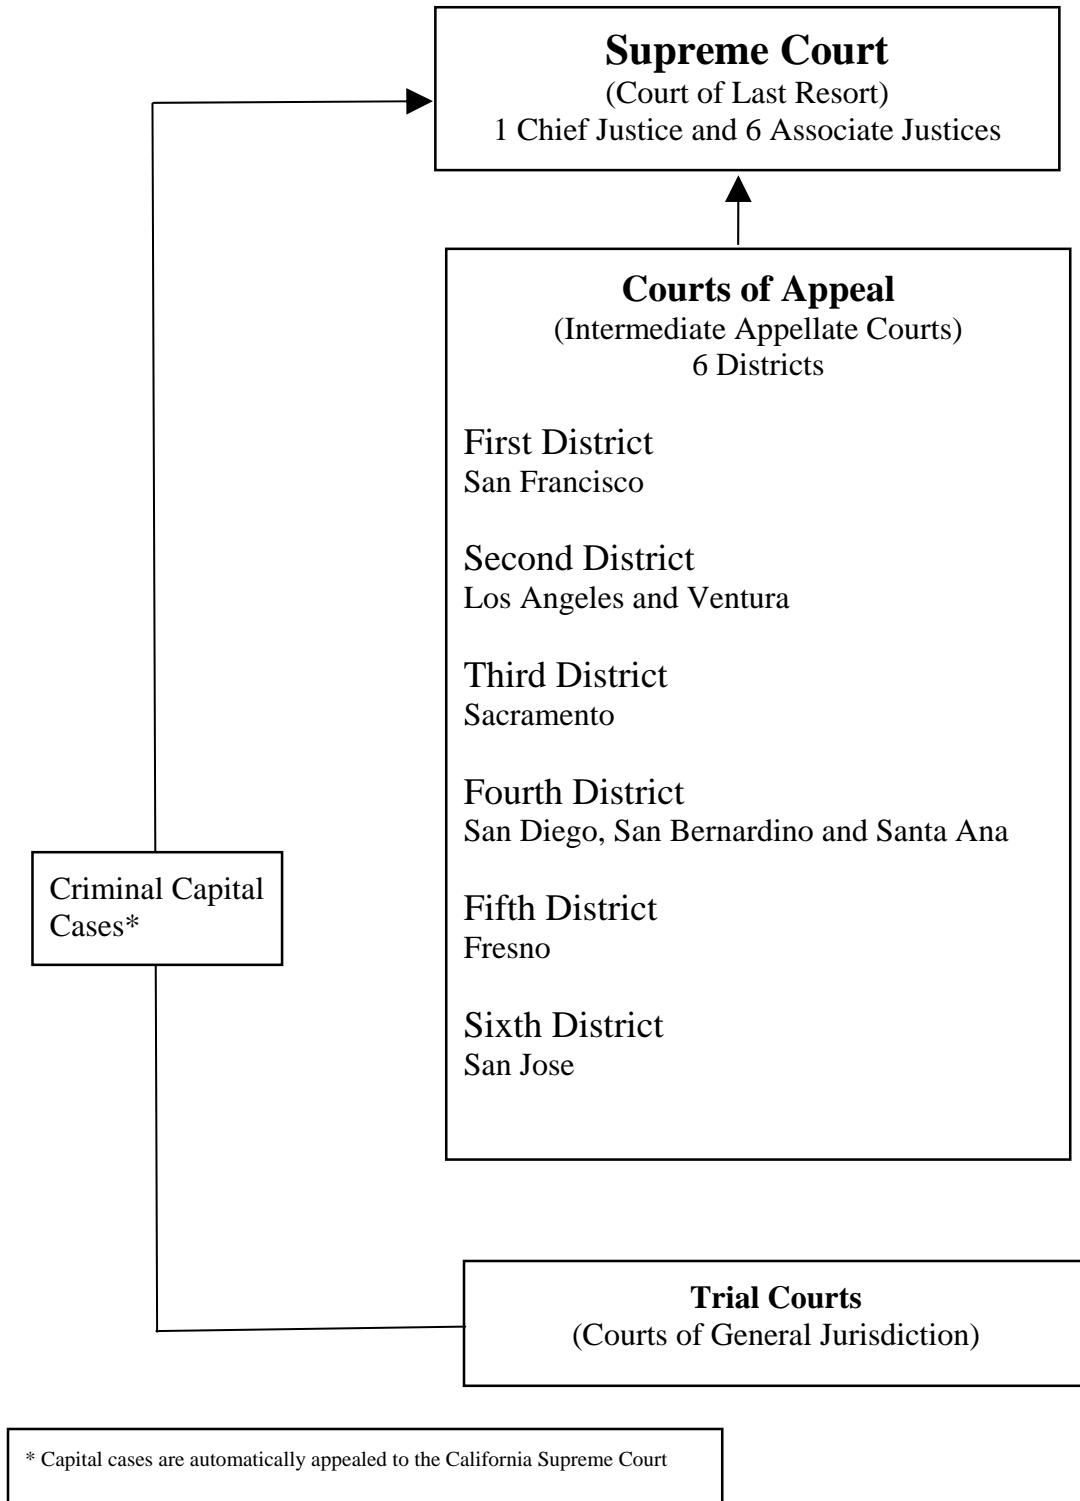 Supreme Court
(Court of Last Resort)
1 Chief Justice and 6 Associate Justices
Courts of Appeal
(Intermediate Appellate Courts)
6 Districts
First District
San Francisco
Second District
Los Angeles and Ventura
Third District
Sacramento
Fourth District
San Diego, San Bernardino and Santa Ana
Fifth District
Fresno
Sixth District
San Jose
Criminal Capital
Cases*
Trial Courts
(Courts of General Jurisdiction)
* Capital cases are automatically appealed to the California Supreme Court